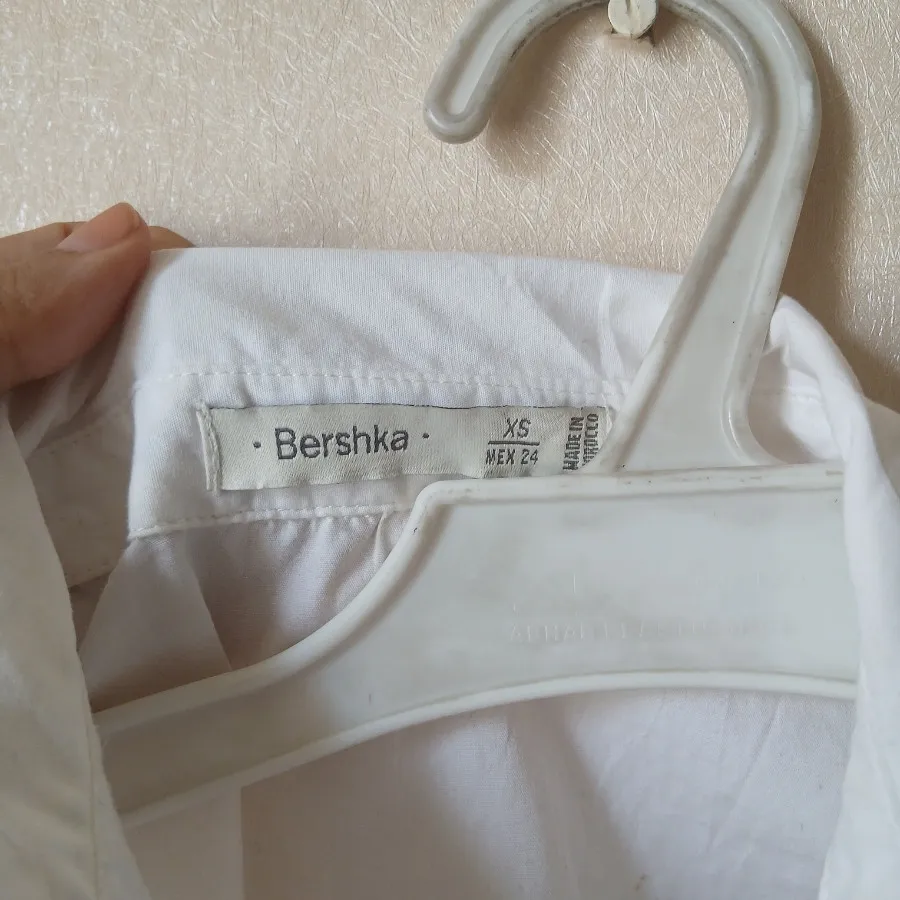 · Bershka ·
XS
MEX 24
MADE IN
MOROCCO